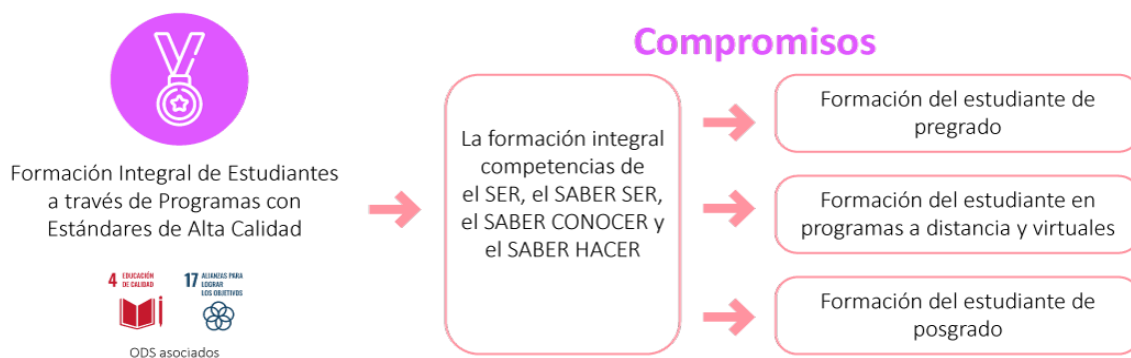 Compromisos
Formación Integral de Estudiantes
a través de Programas con
Estándares de Alta Calidad
4 EDUCACIÓN
DE CALIDAD
17 ALIANZAS PARA
LOGRAR
LOS OBJETIVOS
ODS asociados
La formación integral
competencias de
el SER, el SABER SER,
el SABER CONOCER y
el SABER HACER
Formación del estudiante de
pregrado
Formación del estudiante en
programas a distancia y virtuales
Formación del estudiante de
posgrado